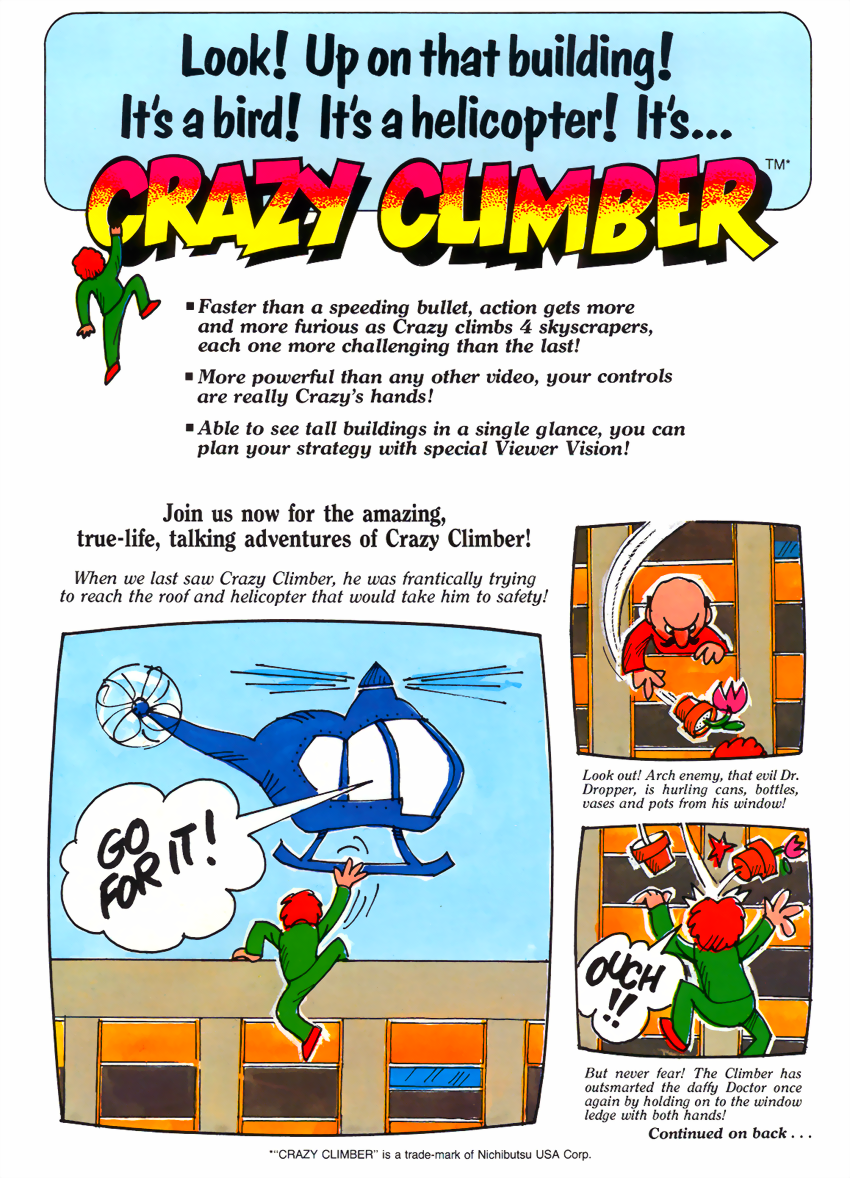 Look! Up on that building!
It's a bird! It's a helicopter! It's...
CRAZY CLIMBER TM*
▪ Faster than a speeding bullet, action gets more
and more furious as Crazy climbs 4 skyscrapers,
each one more challenging than the last!
▪ More powerful than any other video, your controls
are really Crazy's hands!
▪ Able to see tall buildings in a single glance, you can
plan your strategy with special Viewer Vision!
Join us now for the amazing,
true-life, talking adventures of Crazy Climber!
When we last saw Crazy Climber, he was frantically trying
to reach the roof and helicopter that would take him to safety!
GO
FOR IT!
Look out! Arch enemy, that evil Dr.
Dropper, is hurling cans, bottles,
vases and pots from his window!
OUCH
!!
But never fear! The Climber has
outsmarted the daffy Doctor once
again by holding on to the window
ledge with both hands!
Continued on back . . .
*"CRAZY CLIMBER" is a trade-mark of Nichibutsu USA Corp.